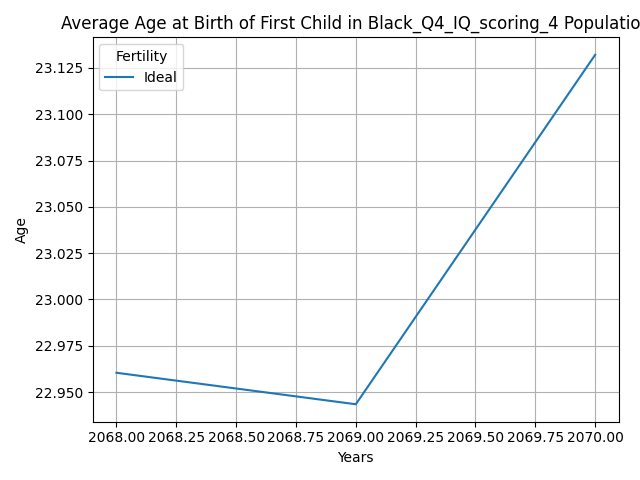 Average Age at Birth of First Child in Black_Q4_IQ_scoring_4 Populatio
Fertility
Ideal
23.125
23.100
23.075
23.050
23.025
23.000
22.975
22.950
Age
2068.00 2068.25 2068.50 2068.75 2069.00 2069.25 2069.50 2069.75 2070.00
Years